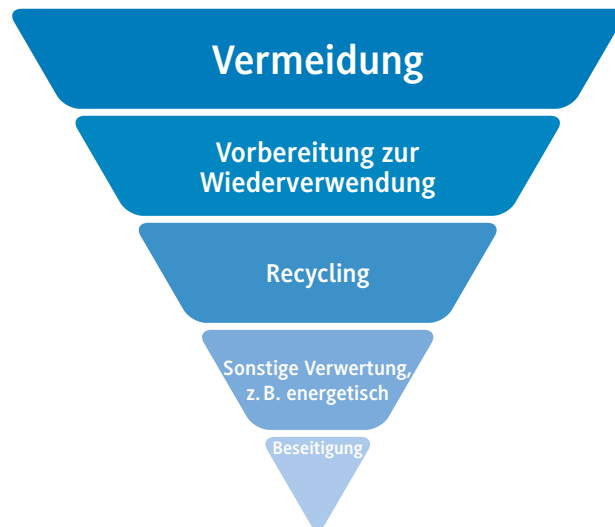 Vermeidung
Vorbereitung zur
Wiederverwendung
Recycling
Sonstige Verwertung,
z. B. energetisch
Beseitigung